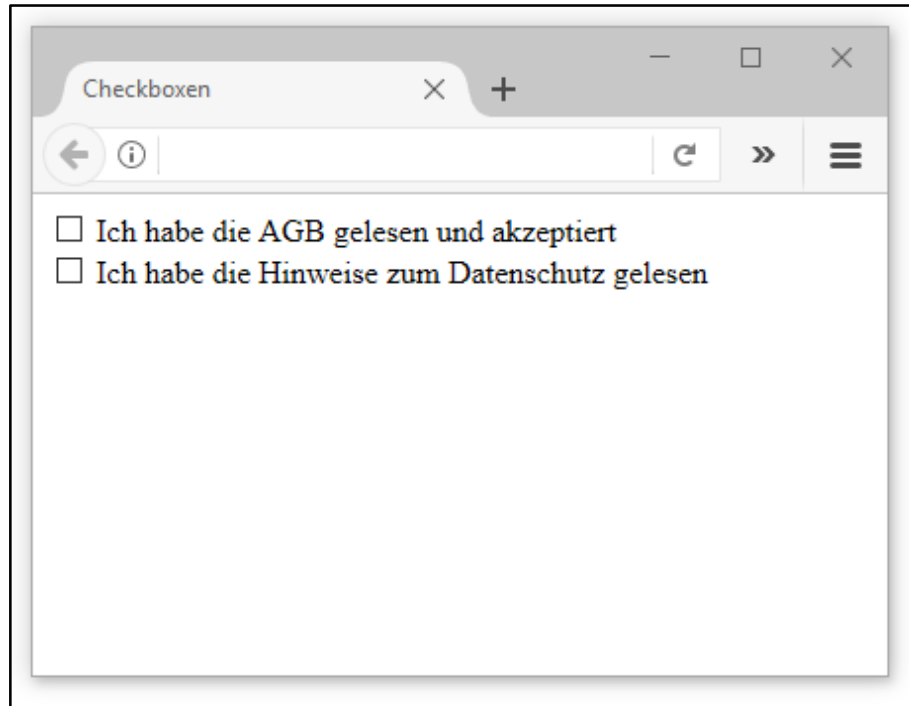 Checkboxen
Ich habe die AGB gelesen und akzeptiert
Ich habe die Hinweise zum Datenschutz gelesen